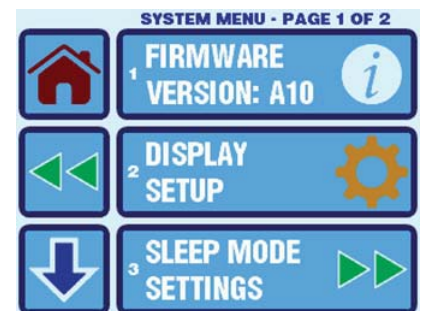 SYSTEM MENU - PAGE 1 OF 2
1 FIRMWARE
VERSION: A10
i
2 DISPLAY
SETUP
3 SLEEP MODE
SETTINGS